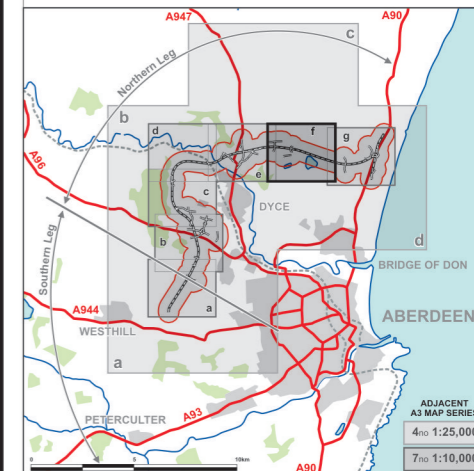 A947
A90
c
Northern Leg
b
d
f
g
A96
e
c
DYCE
b
d
Southern Leg
BRIDGE OF DON
A944
a
ABERDEEN
WESTHILL
a
ADJACENT
A3 MAP SERIES
PETERCULTER
A93
4no 1:25,000
7no 1:10,00
0 5 10km
A90